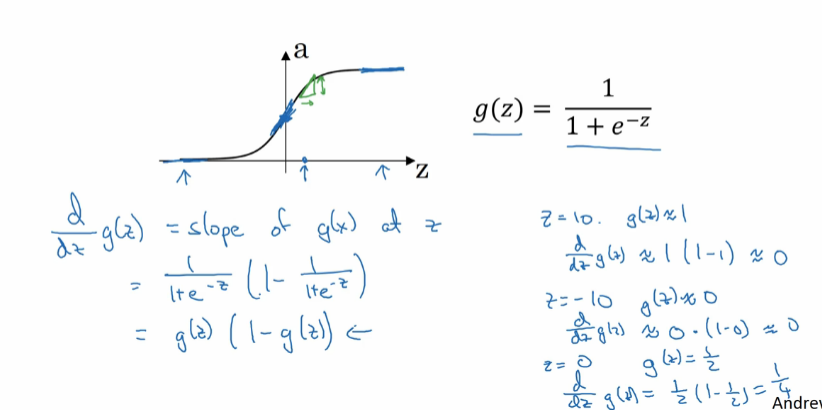 a
z
g(z) = 1 / (1 + e^{-z})
d/dz g(z) = slope of g(x) at z
= 1/(1+e^{-z}) (1 - 1/(1+e^{-z}))
= g(z) (1 - g(z)) ←
z = 10. g(z) ≈ 1
d/dz g(z) ≈ 1 (1-1) ≈ 0
z = -10 g(z) ≈ 0
d/dz g(z) ≈ 0 · (1-0) ≈ 0
z = 0 g(z) = 1/2
d/dz g(z) = 1/2 (1 - 1/2) = 1/4
Andrew